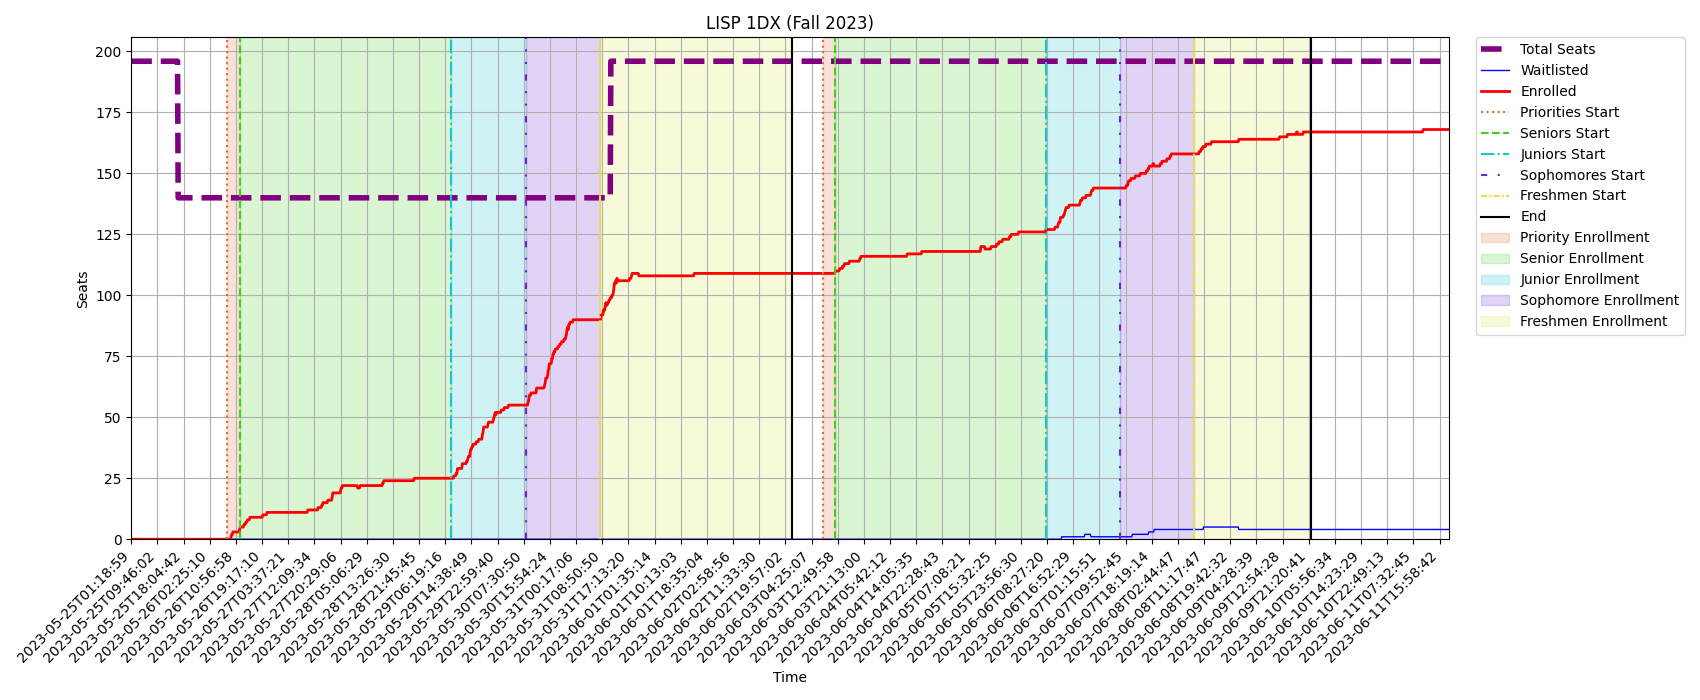 LISP 1DX (Fall 2023)
Seats
200
175
150
125
100
75
50
25
0
2023-05-25T01:18:59
2023-05-25T09:46:02
2023-05-25T18:04:42
2023-05-26T02:25:10
2023-05-26T10:56:58
2023-05-26T19:17:10
2023-05-27T03:37:21
2023-05-27T12:09:34
2023-05-27T20:29:06
2023-05-28T05:06:29
2023-05-28T13:26:30
2023-05-28T21:45:45
2023-05-29T06:19:16
2023-05-29T14:38:49
2023-05-29T22:59:40
2023-05-30T07:30:50
2023-05-30T15:54:24
2023-05-31T00:17:06
2023-05-31T08:50:50
2023-05-31T17:13:20
2023-06-01T01:35:14
2023-06-01T10:13:03
2023-06-01T18:35:04
2023-06-02T02:58:56
2023-06-02T11:33:30
2023-06-02T19:57:02
2023-06-03T04:25:07
2023-06-03T12:49:58
2023-06-03T21:13:00
2023-06-04T05:42:12
2023-06-04T14:05:35
2023-06-04T22:28:43
2023-06-05T07:08:21
2023-06-05T15:32:25
2023-06-05T23:56:30
2023-06-06T08:27:20
2023-06-06T16:52:29
2023-06-07T01:15:51
2023-06-07T09:52:45
2023-06-07T18:19:14
2023-06-08T02:44:47
2023-06-08T11:17:47
2023-06-08T19:42:32
2023-06-09T04:28:39
2023-06-09T12:54:28
2023-06-09T21:20:41
2023-06-10T05:56:34
2023-06-10T14:23:29
2023-06-10T22:49:13
2023-06-11T07:32:45
2023-06-11T15:58:42
Time
Total Seats
Waitlisted
Enrolled
Priorities Start
Seniors Start
Juniors Start
Sophomores Start
Freshmen Start
End
Priority Enrollment
Senior Enrollment
Junior Enrollment
Sophomore Enrollment
Freshmen Enrollment